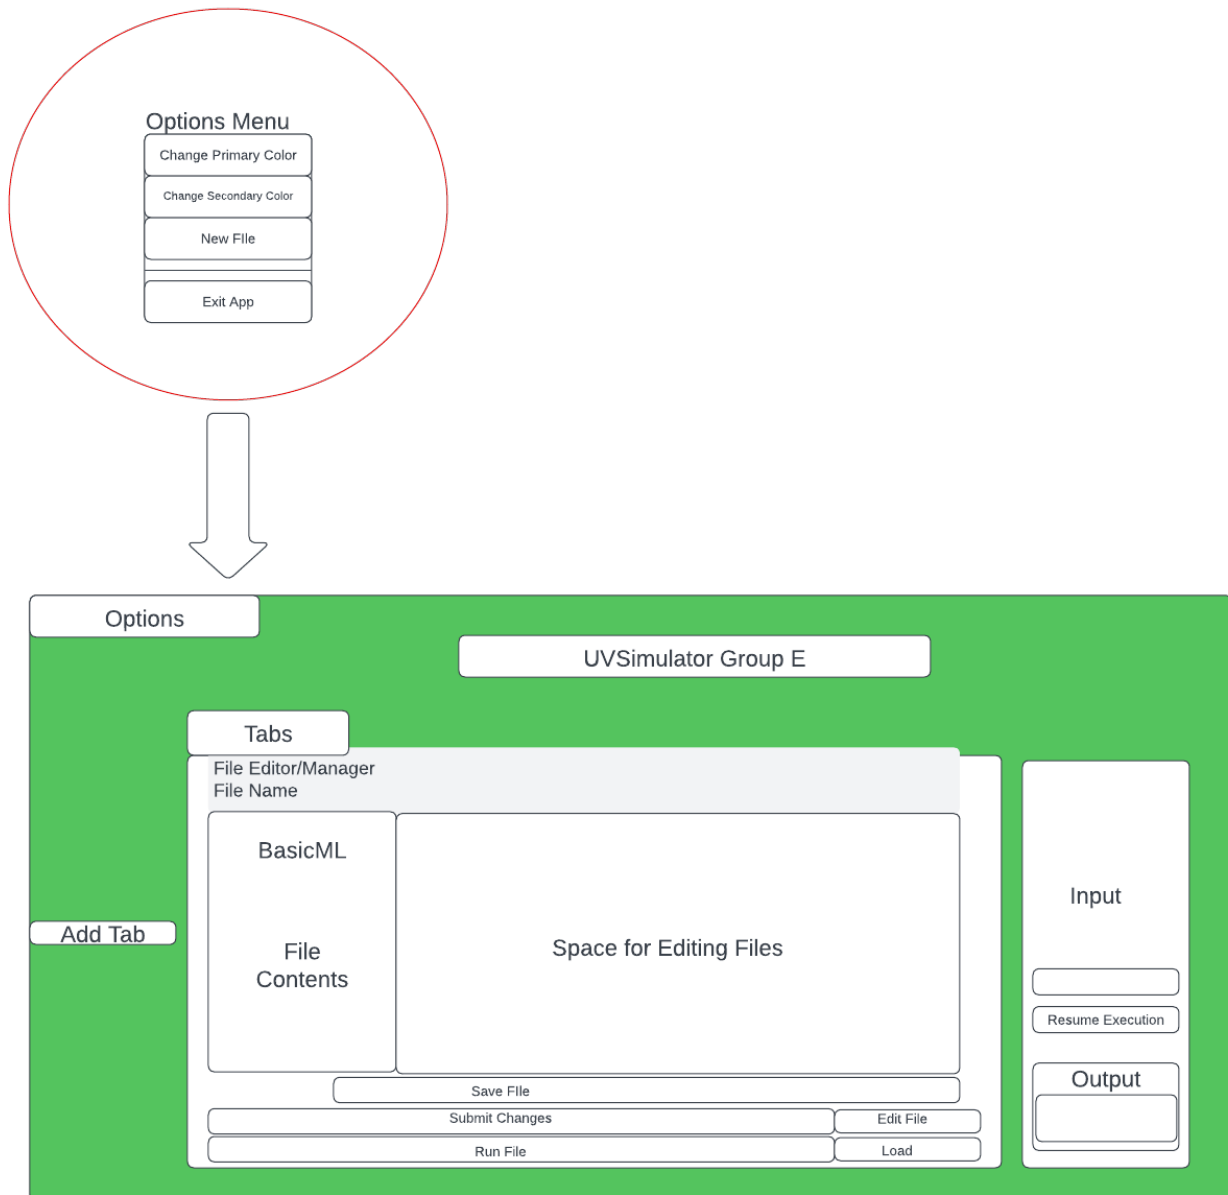 Options Menu
Change Primary Color
Change Secondary Color
New FIle
Exit App
Options
UVSimulator Group E
Tabs
File Editor/Manager
File Name
BasicML
File
Contents
Space for Editing Files
Add Tab
Input
Resume Execution
Output
Save FIle
Submit Changes
Edit File
Run File
Load